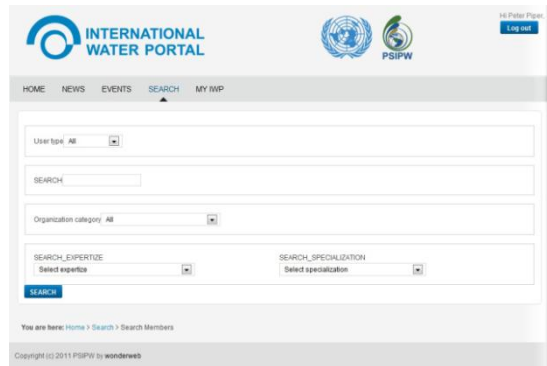 Hi Peter Piper,
Log out
INTERNATIONAL
WATER PORTAL
PSIPW
HOME NEWS EVENTS SEARCH MY IWP
User type All
SEARCH
Organization category All
SEARCH_EXPERTIZE SEARCH_SPECIALIZATION
Select expertize Select specialization
SEARCH
You are here: Home > Search > Search Members
Copyright (c) 2011 PSIPW by wonderweb